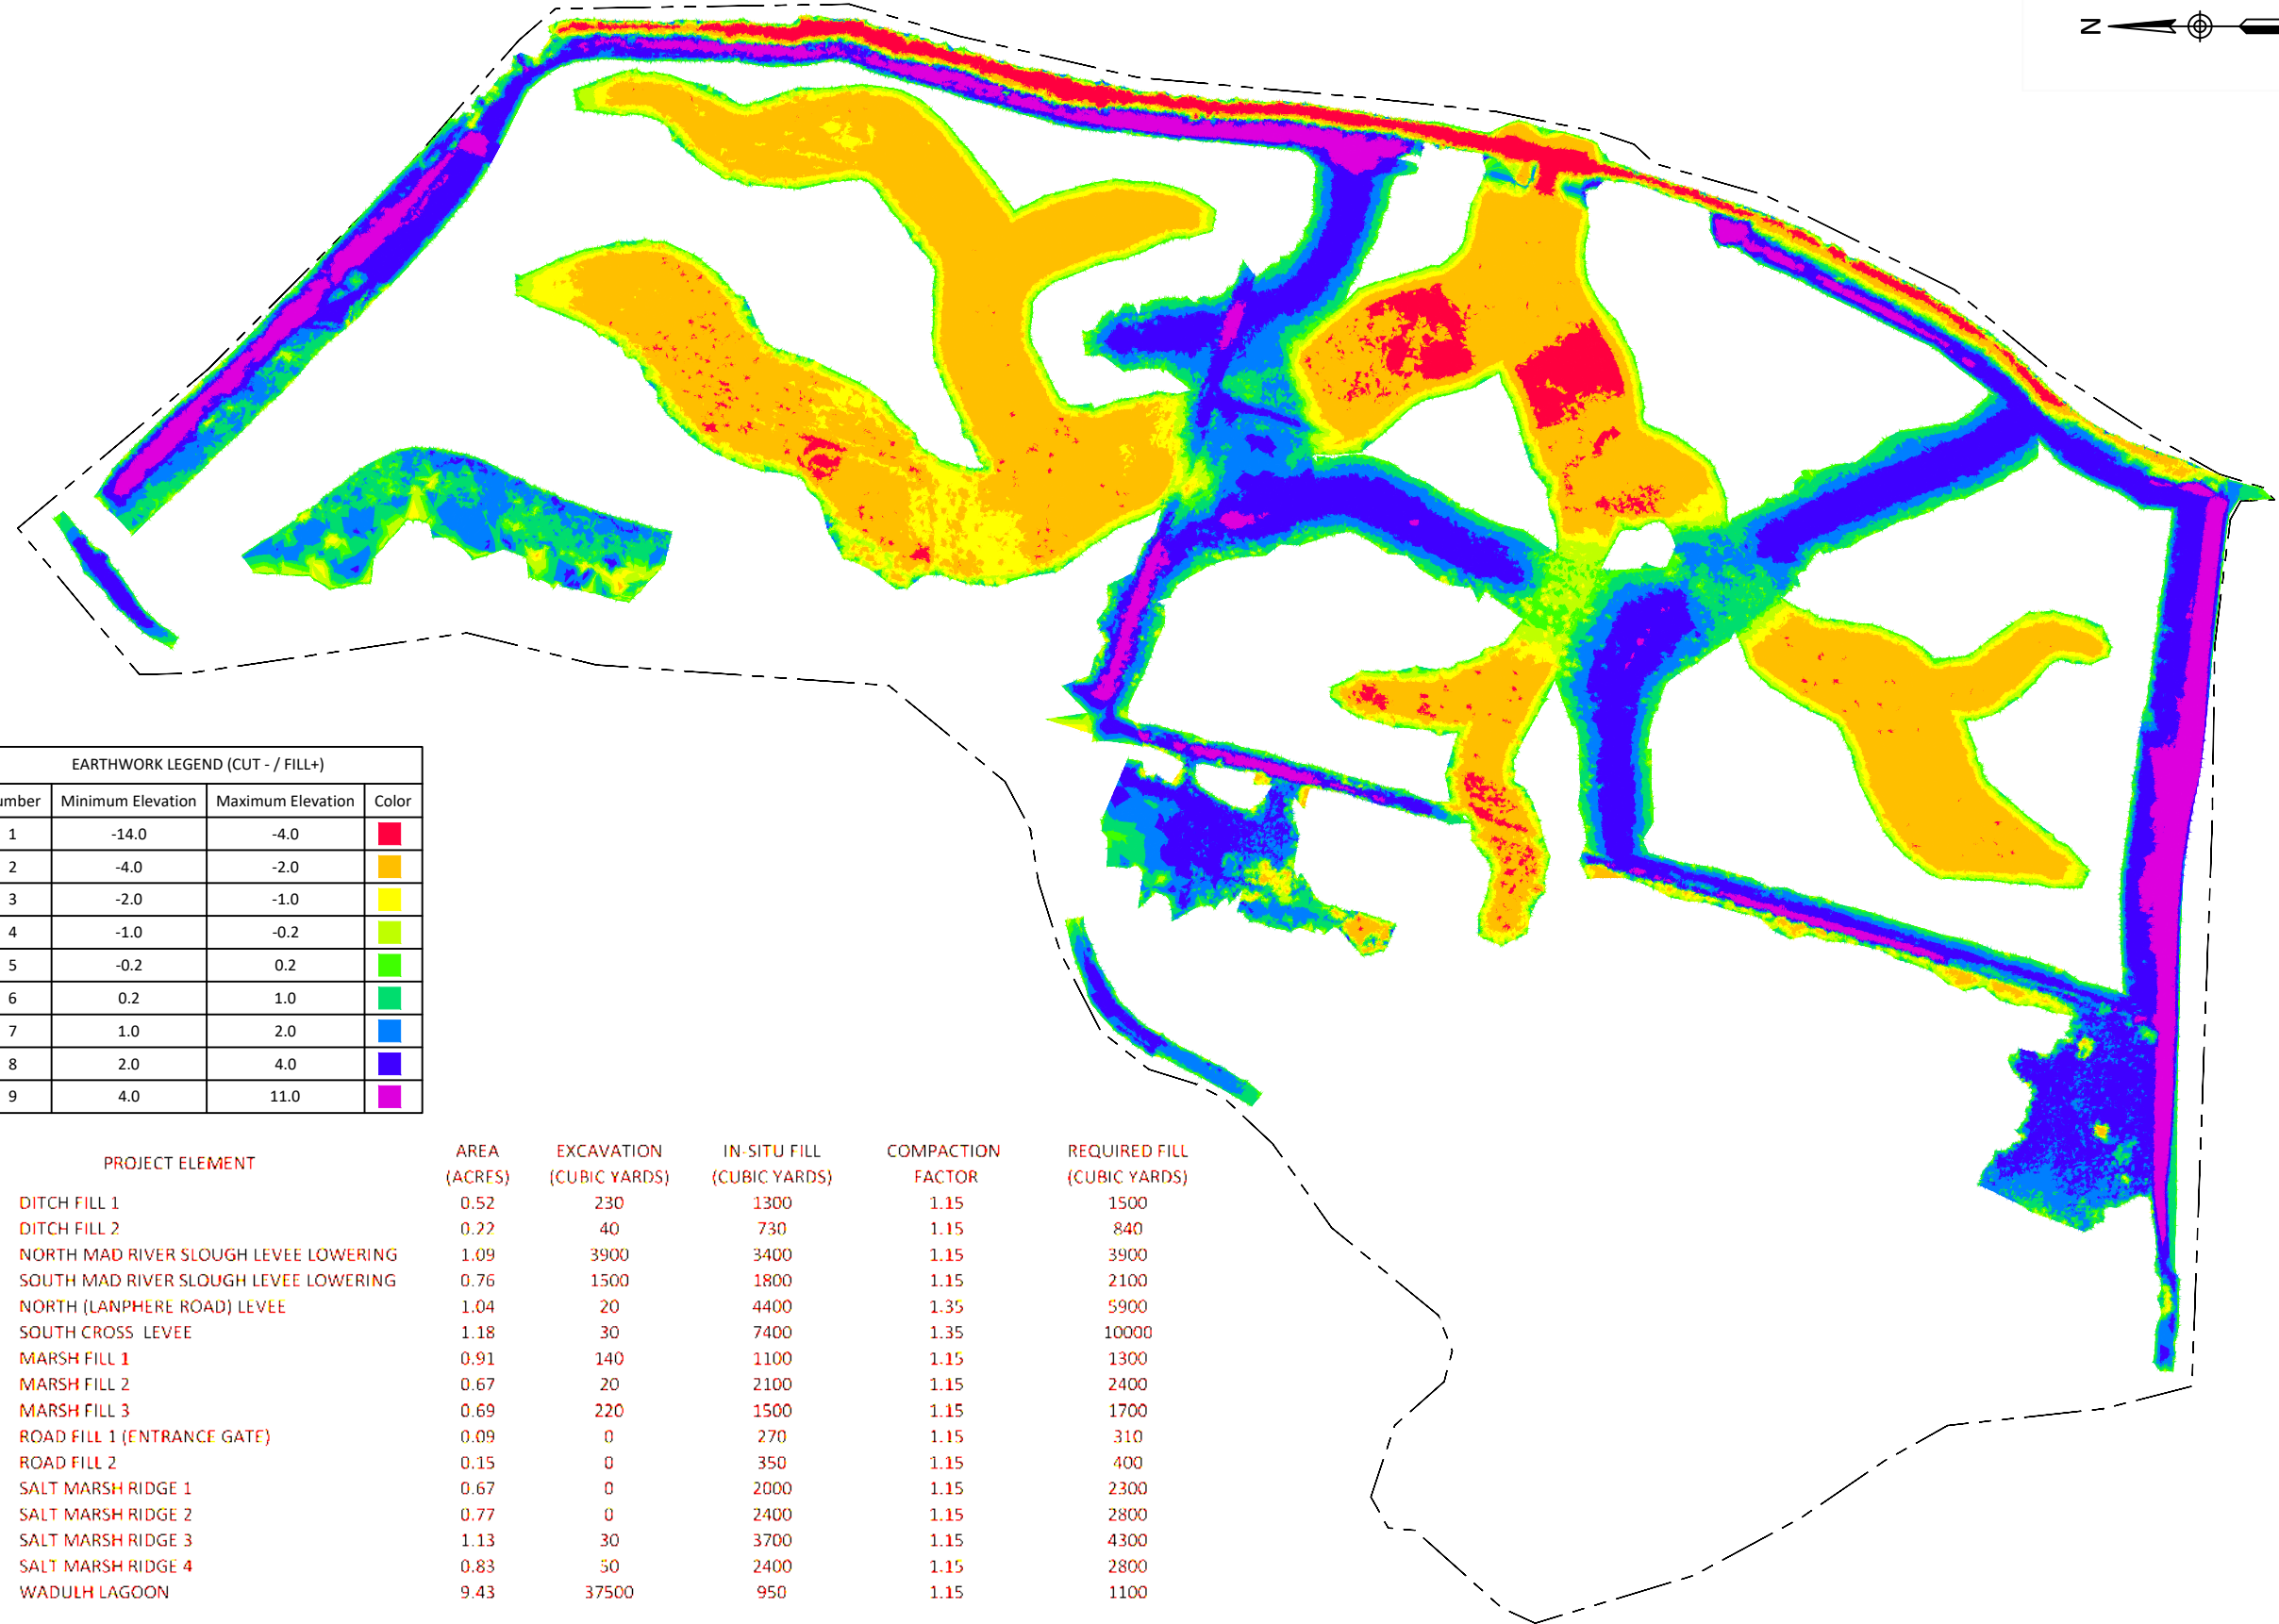 N
EARTHWORK LEGEND (CUT - / FILL+)
umber Minimum Elevation Maximum Elevation Color
1 -14.0 -4.0
2 -4.0 -2.0
3 -2.0 -1.0
4 -1.0 -0.2
5 -0.2 0.2
6 0.2 1.0
7 1.0 2.0
8 2.0 4.0
9 4.0 11.0
PROJECT ELEMENT AREA (ACRES) EXCAVATION (CUBIC YARDS) IN-SITU FILL (CUBIC YARDS) COMPACTION FACTOR REQUIRED FILL (CUBIC YARDS)
DITCH FILL 1 0.52 230 1300 1.15 1500
DITCH FILL 2 0.22 40 730 1.15 840
NORTH MAD RIVER SLOUGH LEVEE LOWERING 1.09 3900 3400 1.15 3900
SOUTH MAD RIVER SLOUGH LEVEE LOWERING 0.76 1500 1800 1.15 2100
NORTH (LANPHERE ROAD) LEVEE 1.04 20 4400 1.35 5900
SOUTH CROSS LEVEE 1.18 30 7400 1.35 10000
MARSH FILL 1 0.91 140 1100 1.15 1300
MARSH FILL 2 0.67 20 2100 1.15 2400
MARSH FILL 3 0.69 220 1500 1.15 1700
ROAD FILL 1 (ENTRANCE GATE) 0.09 0 270 1.15 310
ROAD FILL 2 0.15 0 350 1.15 400
SALT MARSH RIDGE 1 0.67 0 2000 1.15 2300
SALT MARSH RIDGE 2 0.77 0 2400 1.15 2800
SALT MARSH RIDGE 3 1.13 30 3700 1.15 4300
SALT MARSH RIDGE 4 0.83 50 2400 1.15 2800
WADULH LAGOON 9.43 37500 950 1.15 1100